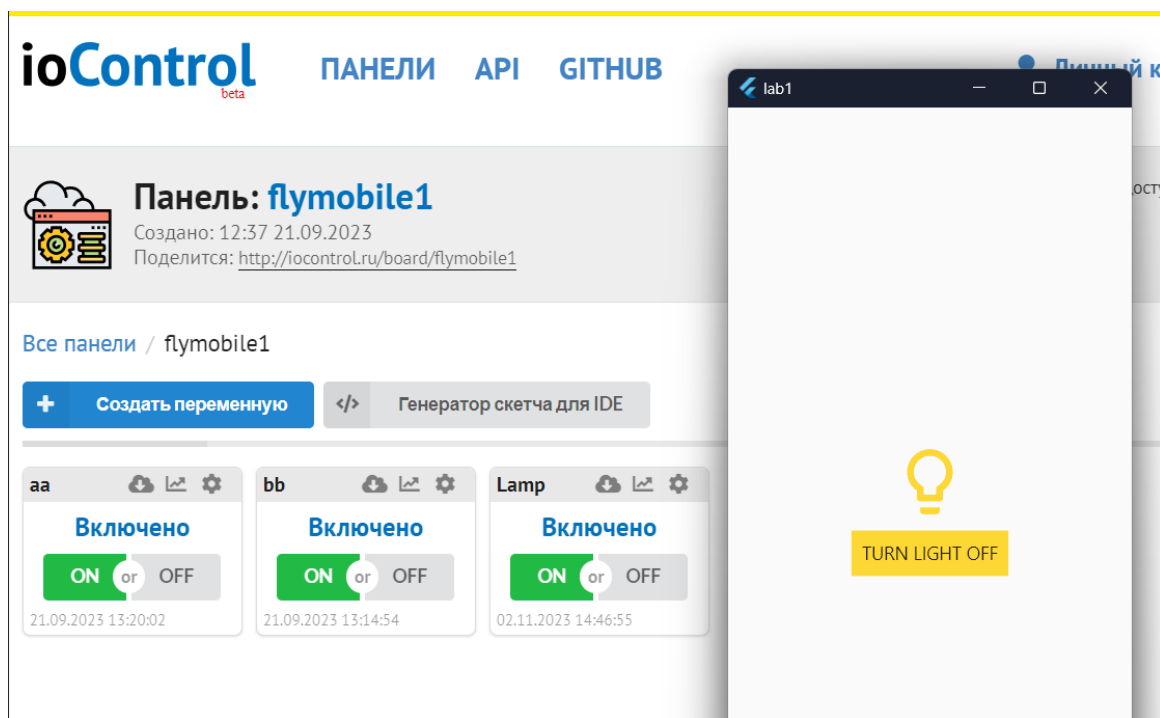 ioControl
beta
ПАНЕЛИ API GITHUB
Личный к
Панель: flymobile1
Создано: 12:37 21.09.2023
Поделится: http://iocontrol.ru/board/flymobile1
Все панели / flymobile1
Создать переменную
</> Генератор скетча для IDE
aa
Включено
ON or OFF
21.09.2023 13:20:02
bb
Включено
ON or OFF
21.09.2023 13:14:54
Lamp
Включено
ON or OFF
02.11.2023 14:46:55
lab1
TURN LIGHT OFF